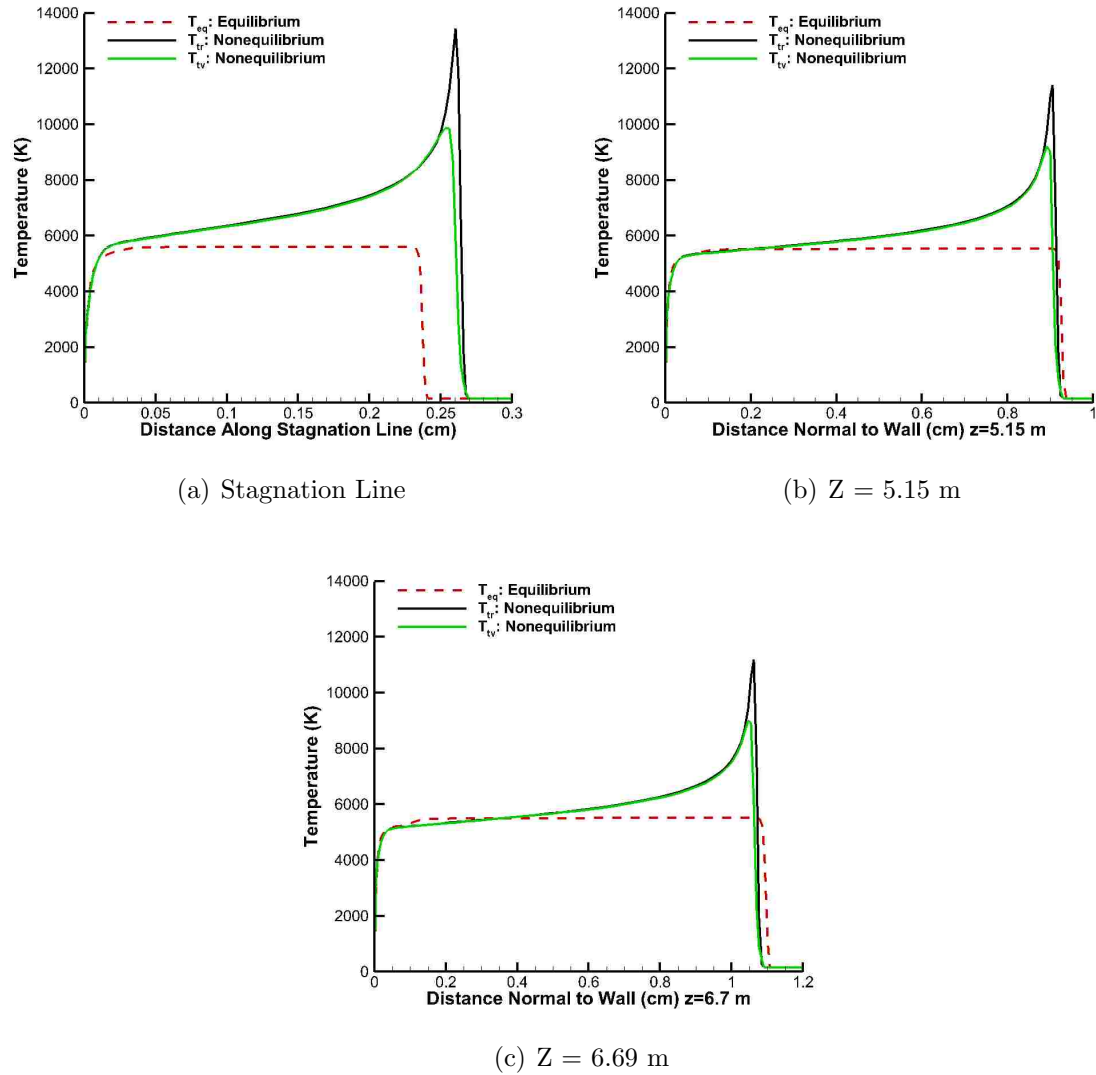 14000
12000
10000
8000
6000
4000
2000
0
Temperature (K)
T_eq: Equilibrium
T_tr: Nonequilibrium
T_tv: Nonequilibrium
0 0.05 0.1 0.15 0.2 0.25 0.3
Distance Along Stagnation Line (cm)
(a) Stagnation Line
14000
12000
10000
8000
6000
4000
2000
0
Temperature (K)
T_eq: Equilibrium
T_tr: Nonequilibrium
T_tv: Nonequilibrium
0 0.2 0.4 0.6 0.8 1
Distance Normal to Wall (cm) z=5.15 m
(b) Z = 5.15 m
14000
12000
10000
8000
6000
4000
2000
0
Temperature (K)
T_eq: Equilibrium
T_tr: Nonequilibrium
T_tv: Nonequilibrium
0 0.2 0.4 0.6 0.8 1 1.2
Distance Normal to Wall (cm) z=6.7 m
(c) Z = 6.69 m